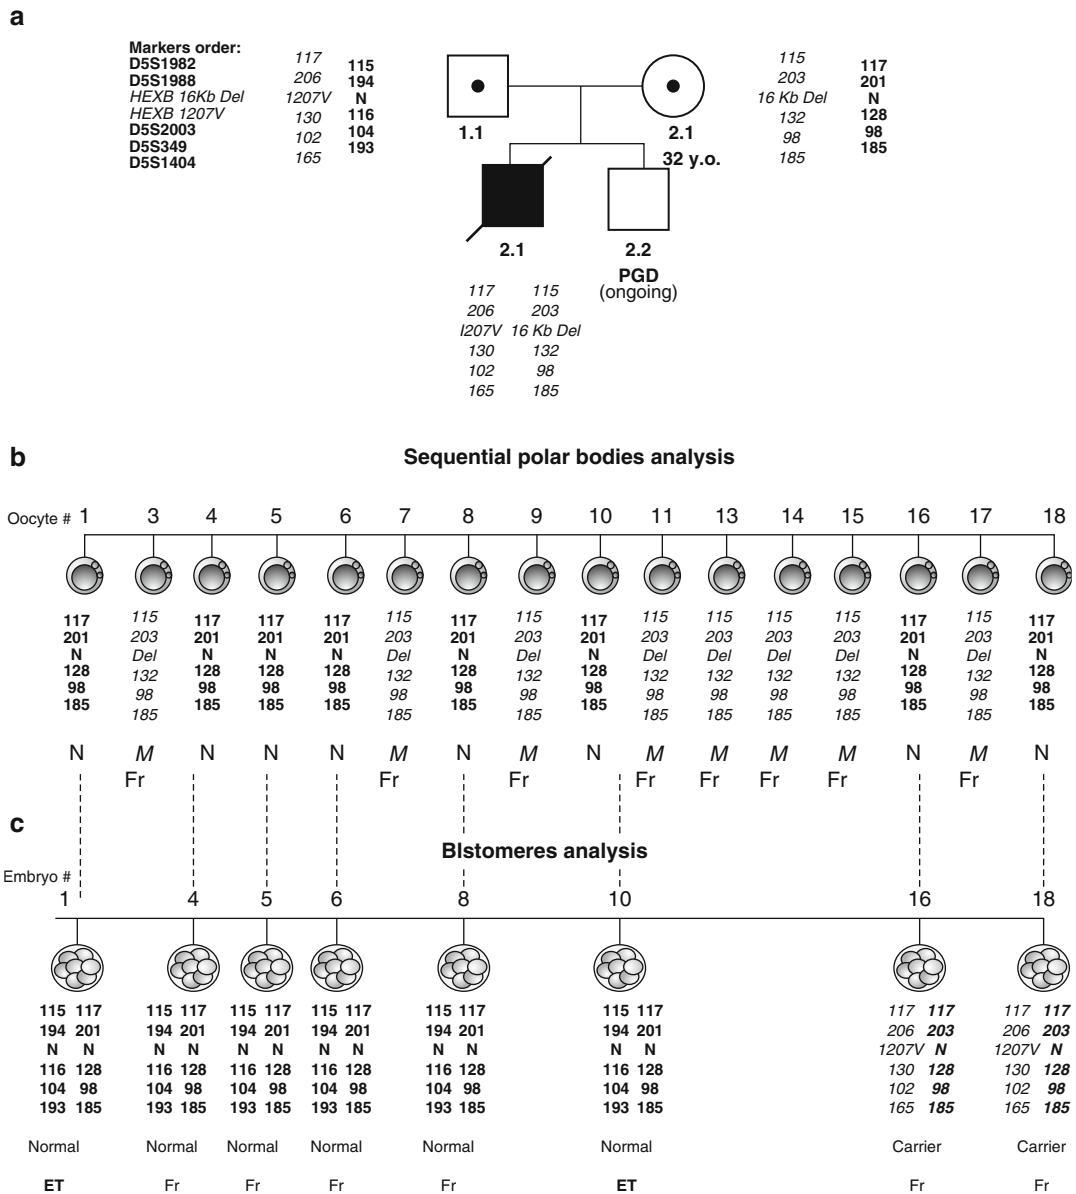 a
Markers order:
D5S1982
D5S1988
HEXB 16Kb Del
HEXB 1207V
D5S2003
D5S349
D5S1404
117 115
206 194
1207V N
130 116
102 104
165 193
1.1
2.1
32 y.o.
115 117
203 201
16 Kb Del N
132 128
98 98
185 185
2.1
2.2
PGD
(ongoing)
117 115
206 203
I207V 16 Kb Del
130 132
102 98
165 185
b
Sequential polar bodies analysis
Oocyte # 1 3 4 5 6 7 8 9 10 11 13 14 15 16 17 18
117 115 117 117 117 115 117 115 117 115 115 115 115 117 115 117
201 203 201 201 201 203 201 203 201 203 203 203 203 201 203 201
N Del N N N Del N Del N Del Del Del Del N Del N
128 132 128 128 128 132 128 132 128 132 132 132 132 128 132 128
98 98 98 98 98 98 98 98 98 98 98 98 98 98 98 98
185 185 185 185 185 185 185 185 185 185 185 185 185 185 185 185
N M N N N M N M N M M M M N M N
Fr Fr Fr Fr Fr Fr Fr Fr
c
Blstomeres analysis
Embryo #
1 4 5 6 8 10 16 18
115 117 115 117 115 117 115 117 115 117 115 117 117 117 117 117
194 201 194 201 194 201 194 201 194 201 194 201 206 203 206 203
N N N N N N N N N N N N 1207V N 1207V N
116 128 116 128 116 128 116 128 116 128 116 128 130 128 130 128
104 98 104 98 104 98 104 98 104 98 104 98 102 98 102 98
193 185 193 185 193 185 193 185 193 185 193 185 165 185 165 185
Normal Normal Normal Normal Normal Normal Carrier Carrier
ET Fr Fr Fr Fr ET Fr Fr